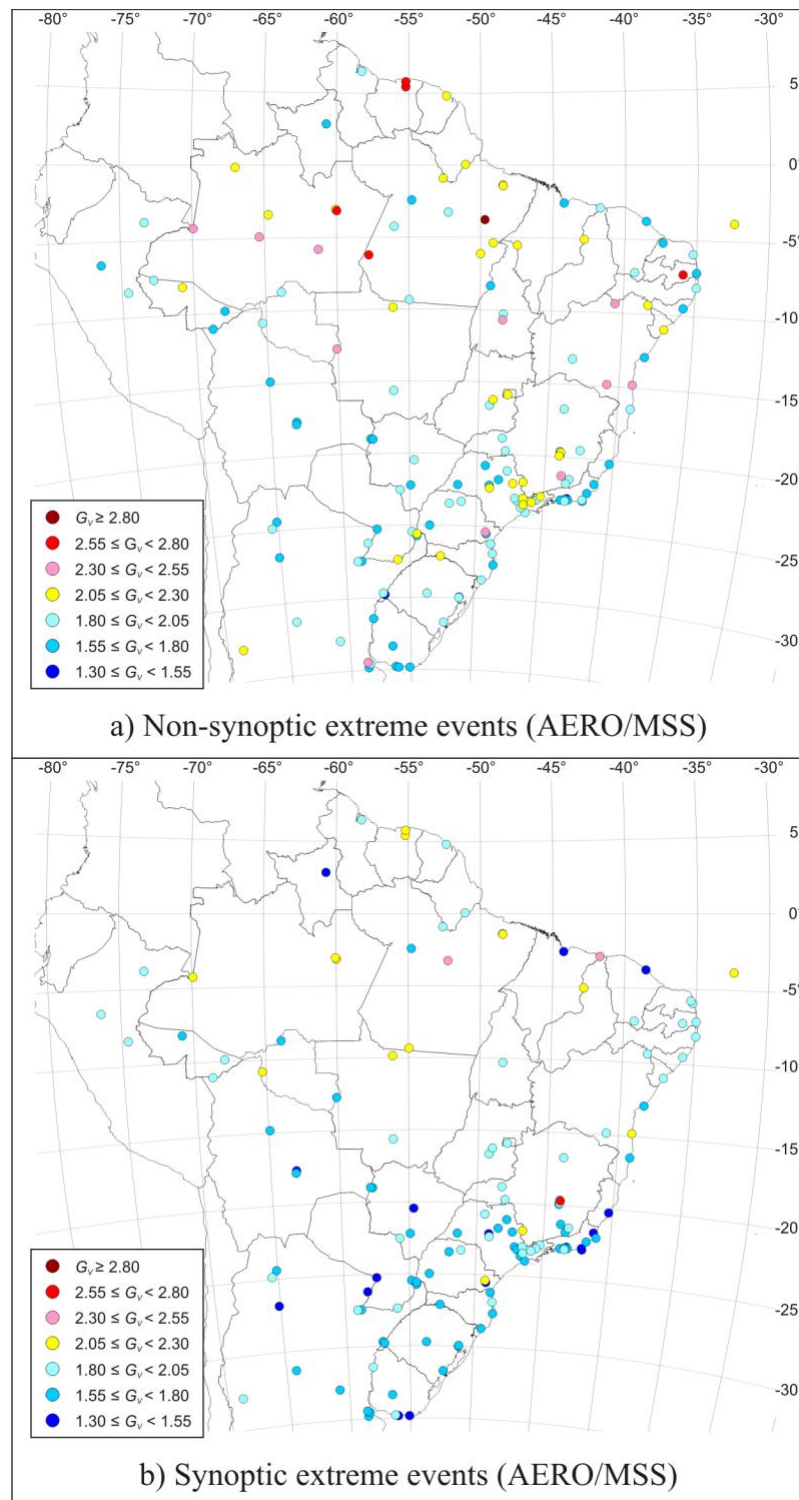 -80° -75° -70° -65° -60° -55° -50° -45° -40° -35° -30°
5°
0°
-5°
-10°
-15°
-20°
-25°
-30°
Gv ≥ 2.80
2.55 ≤ Gv < 2.80
2.30 ≤ Gv < 2.55
2.05 ≤ Gv < 2.30
1.80 ≤ Gv < 2.05
1.55 ≤ Gv < 1.80
1.30 ≤ Gv < 1.55
a) Non-synoptic extreme events (AERO/MSS)
-80° -75° -70° -65° -60° -55° -50° -45° -40° -35° -30°
5°
0°
-5°
-10°
-15°
-20°
-25°
-30°
Gv ≥ 2.80
2.55 ≤ Gv < 2.80
2.30 ≤ Gv < 2.55
2.05 ≤ Gv < 2.30
1.80 ≤ Gv < 2.05
1.55 ≤ Gv < 1.80
1.30 ≤ Gv < 1.55
b) Synoptic extreme events (AERO/MSS)